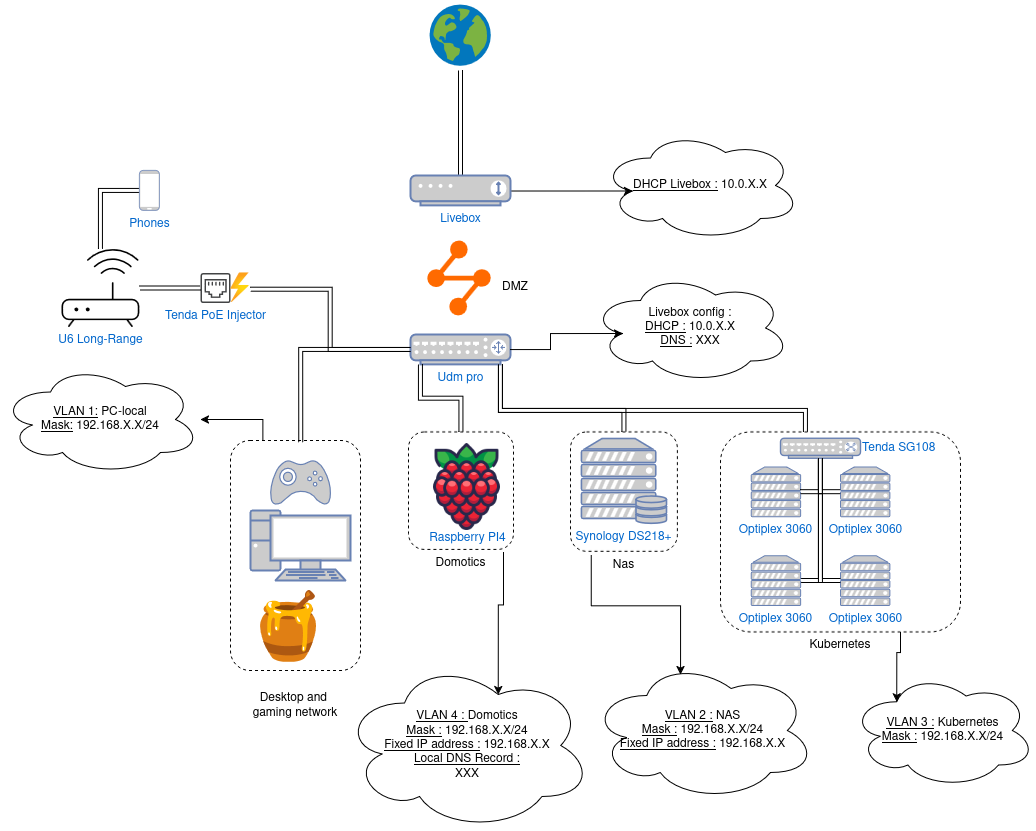 DHCP Livebox : 10.0.X.X
Livebox
Phones
DMZ
Tenda PoE Injector
U6 Long-Range
Livebox config :
DHCP : 10.0.X.X
DNS : XXX
Udm pro
VLAN 1: PC-local
Mask: 192.168.X.X/24
Tenda SG108
Optiplex 3060
Optiplex 3060
Raspberry PI4
Synology DS218+
Domotics
Nas
Optiplex 3060
Optiplex 3060
Kubernetes
Desktop and
gaming network
VLAN 4 : Domotics
Mask : 192.168.X.X/24
Fixed IP address : 192.168.X.X
Local DNS Record :
XXX
VLAN 2 : NAS
Mask : 192.168.X.X/24
Fixed IP address : 192.168.X.X
VLAN 3 : Kubernetes
Mask : 192.168.X.X/24